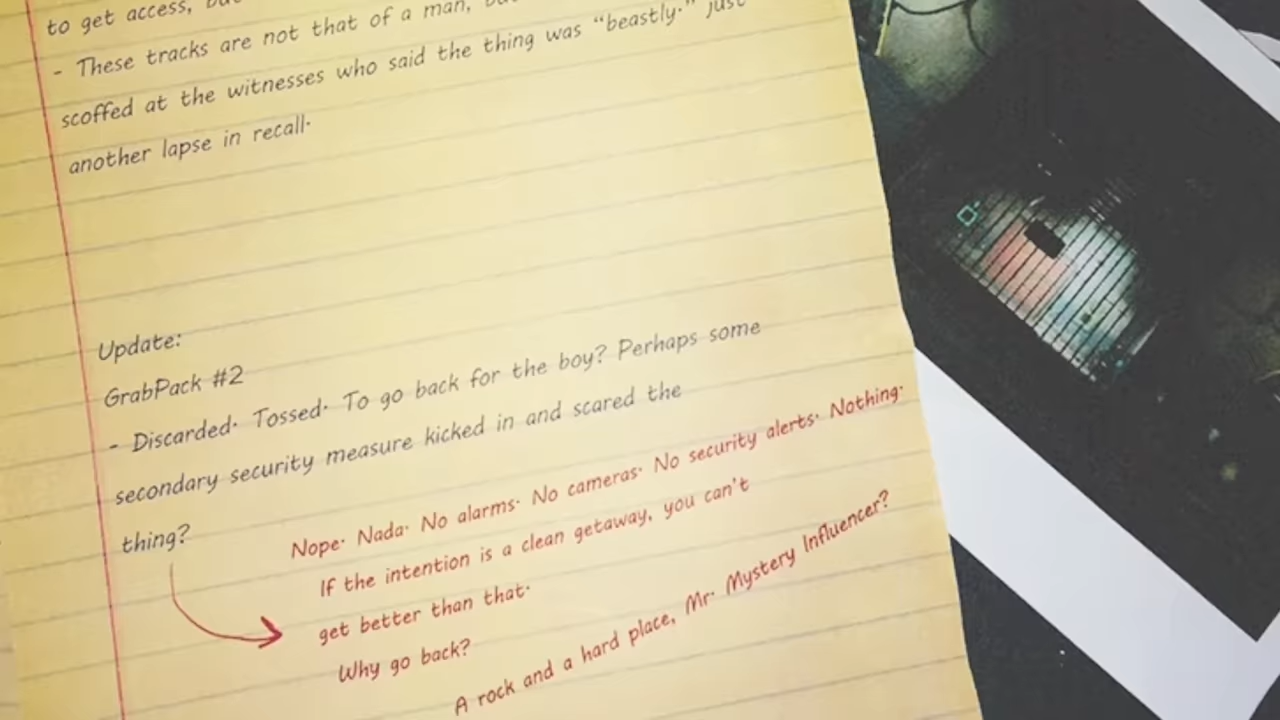 to get access,
- These tracks are not that of a man,
scoffed at the witnesses who said the thing was “beastly.” just
another lapse in recall.
Update:
GrabPack #2
- Discarded. Tossed. To go back for the boy? Perhaps some
secondary security measure kicked in and scared the
thing?
Nope. Nada. No alarms. No cameras. No security alerts. Nothing.
If the intention is a clean getaway, you can't
get better than that.
Why go back?
A rock and a hard place, Mr. Mystery Influencer?